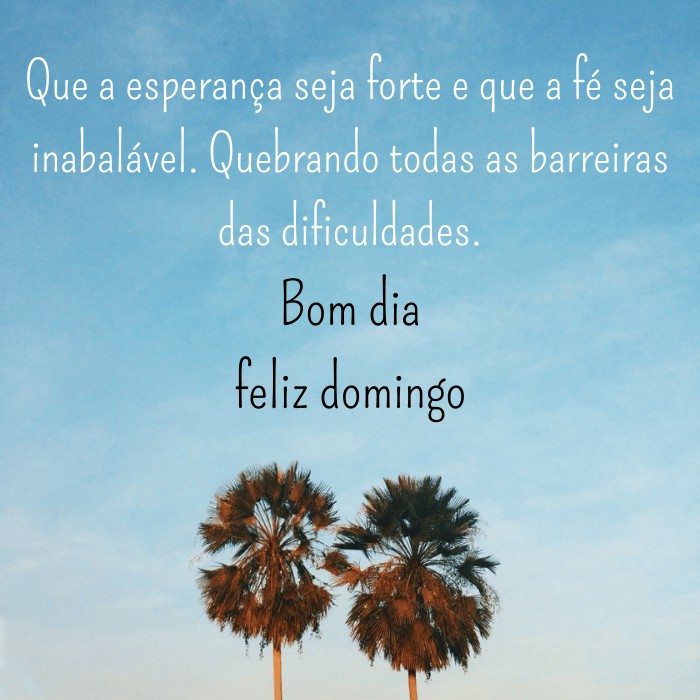 Que a esperança seja forte e que a fé seja
inabalável. Quebrando todas as barreiras
das dificuldades.
Bom dia
feliz domingo